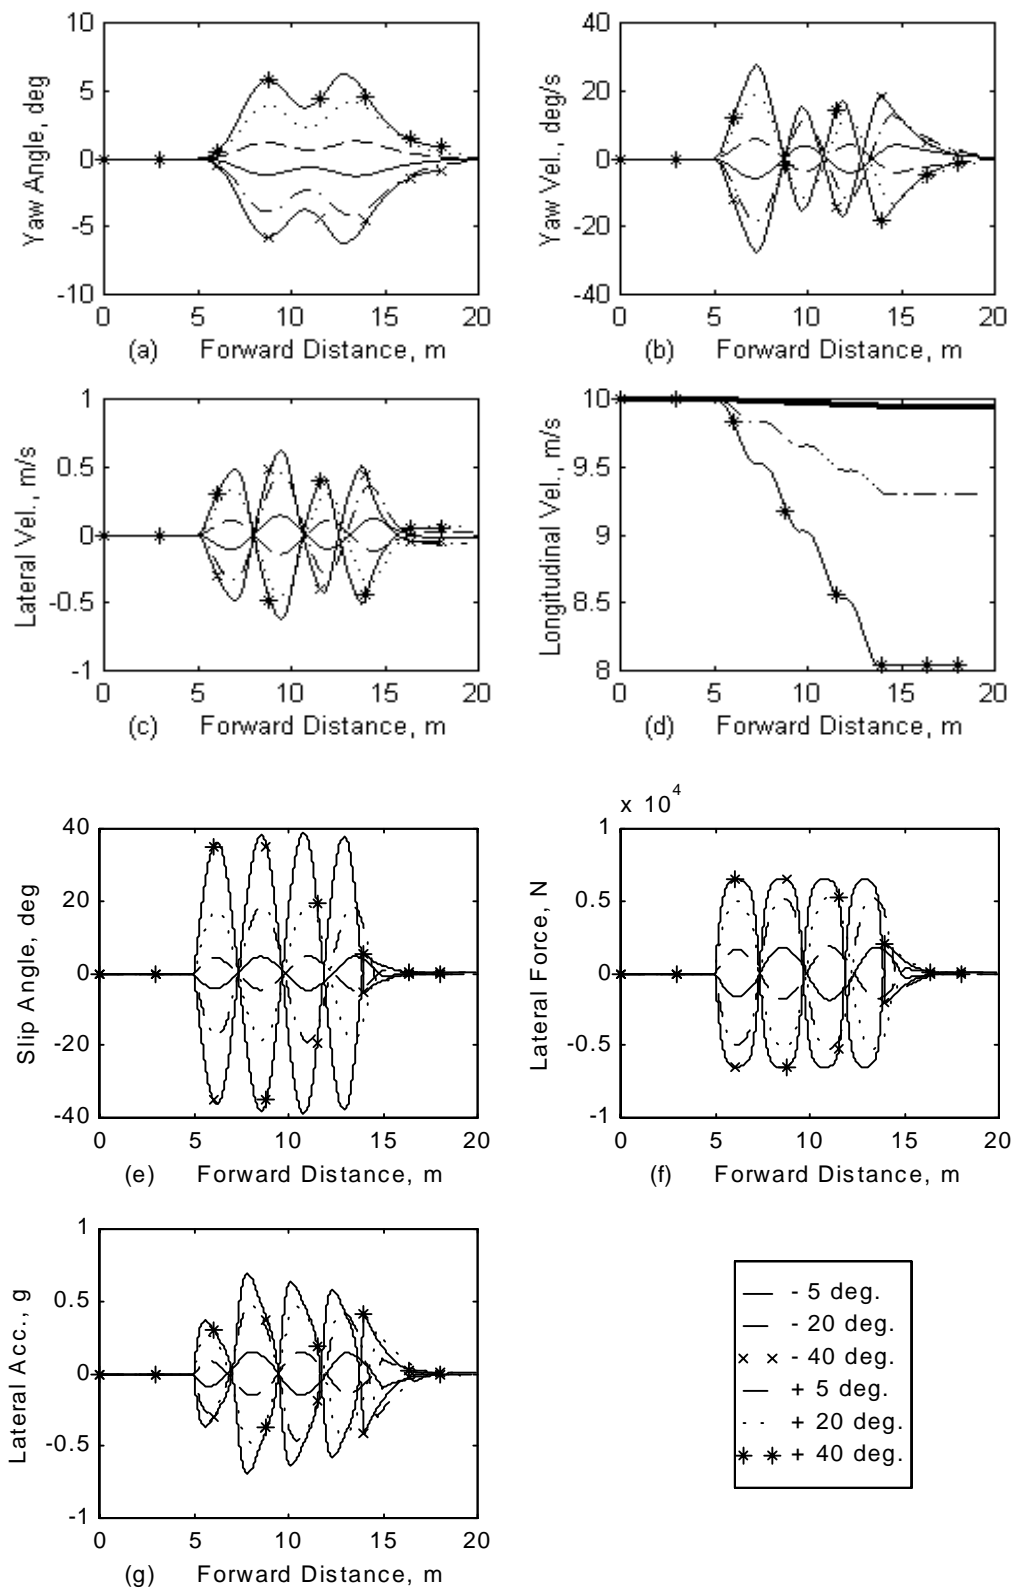 10
5
0
-5
-10
Yaw Angle, deg
0 5 10 15 20
(a) Forward Distance, m
40
20
0
-20
-40
Yaw Vel., deg/s
0 5 10 15 20
(b) Forward Distance, m
1
0.5
0
-0.5
-1
Lateral Vel., m/s
0 5 10 15 20
(c) Forward Distance, m
10
9.5
9
8.5
8
Longitudinal Vel., m/s
0 5 10 15 20
(d) Forward Distance, m
40
20
0
-20
-40
Slip Angle, deg
0 5 10 15 20
(e) Forward Distance, m
x 10^4
1
0.5
0
-0.5
-1
Lateral Force, N
0 5 10 15 20
(f) Forward Distance, m
1
0.5
0
-0.5
-1
Lateral Acc., g
0 5 10 15 20
(g) Forward Distance, m
- 5 deg.
- 20 deg.
- 40 deg.
+ 5 deg.
+ 20 deg.
+ 40 deg.